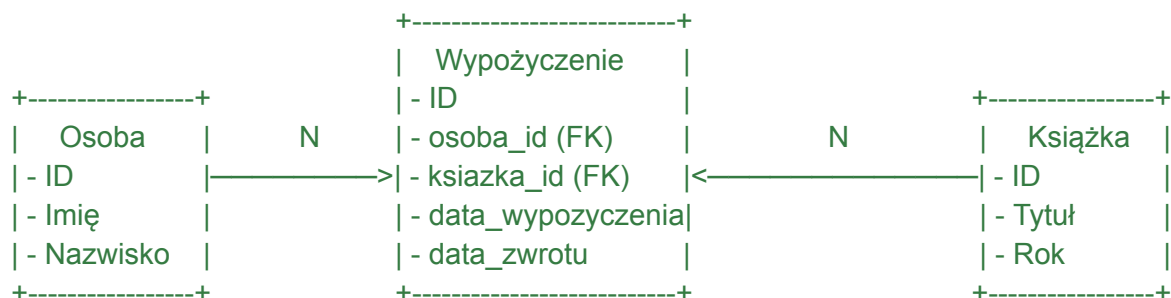 +---------------------------+
|    Wypożyczenie    |
+-----------------+ | - ID | +-----------------+
| Osoba | N | - osoba_id (FK) | N | Książka |
| - ID |──────────>| - ksiazka_id (FK) |<────────────────| - ID |
| - Imię | | - data_wypozyczenia| | - Tytuł |
| - Nazwisko | | - data_zwrotu | | - Rok |
+-----------------+ +---------------------------+ +-----------------+